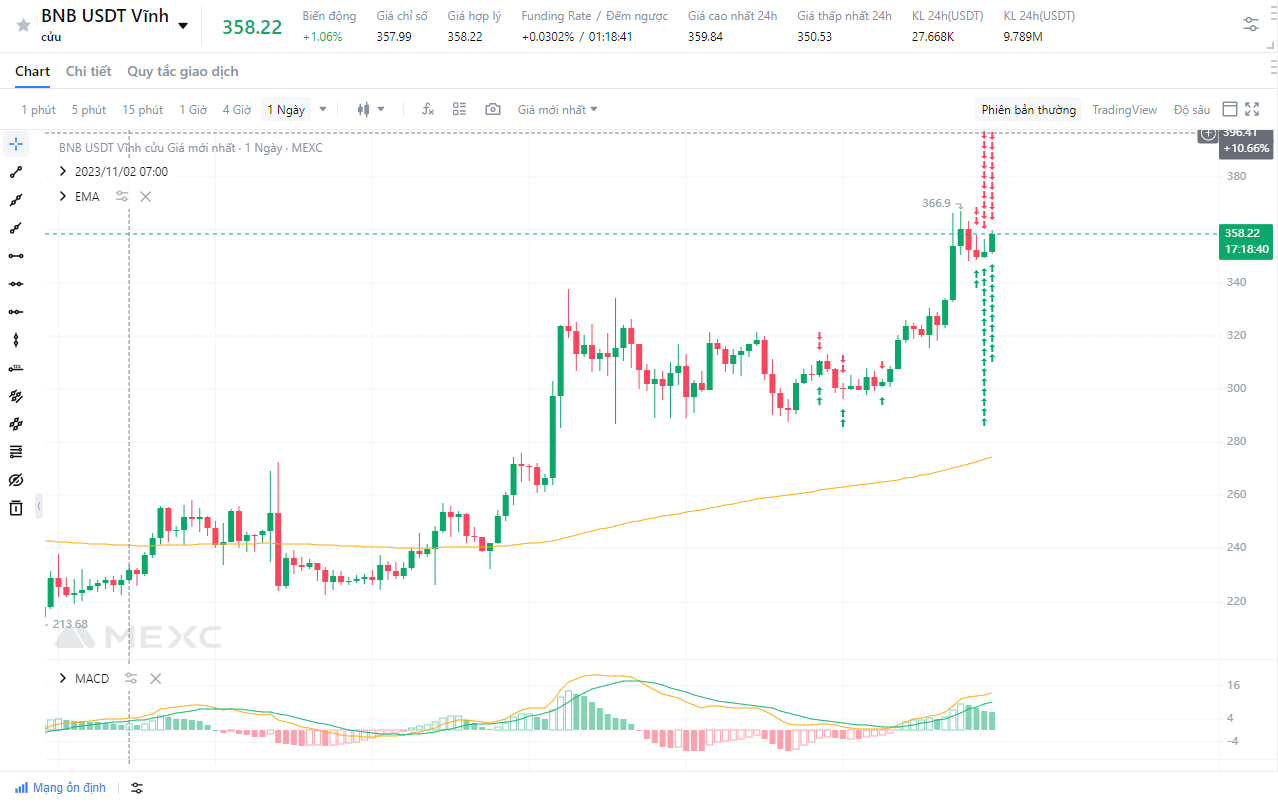 BNB USDT Vĩnh cửu
358.22
Biến động
+1.06%
Giá chỉ số
357.99
Giá hợp lý
358.22
Funding Rate / Đếm ngược
+0.0302% / 01:18:41
Giá cao nhất 24h
359.84
Giá thấp nhất 24h
350.53
KL 24h(USDT)
27.668K
KL 24h(USDT)
9.789M
Chart Chi tiết Quy tắc giao dịch
1 phút 5 phút 15 phút 1 Giờ 4 Giờ 1 Ngày Giá mới nhất Phiên bản thường TradingView Độ sâu
BNB USDT Vĩnh cửu Giá mới nhất · 1 Ngày · MEXC
2023/11/02 07:00
EMA
396.41
+10.66%
380
366.9
358.22
17:18:40
340
320
300
280
260
240
220
213.68
MEXC
MACD
16
4
-4
Mạng ổn định